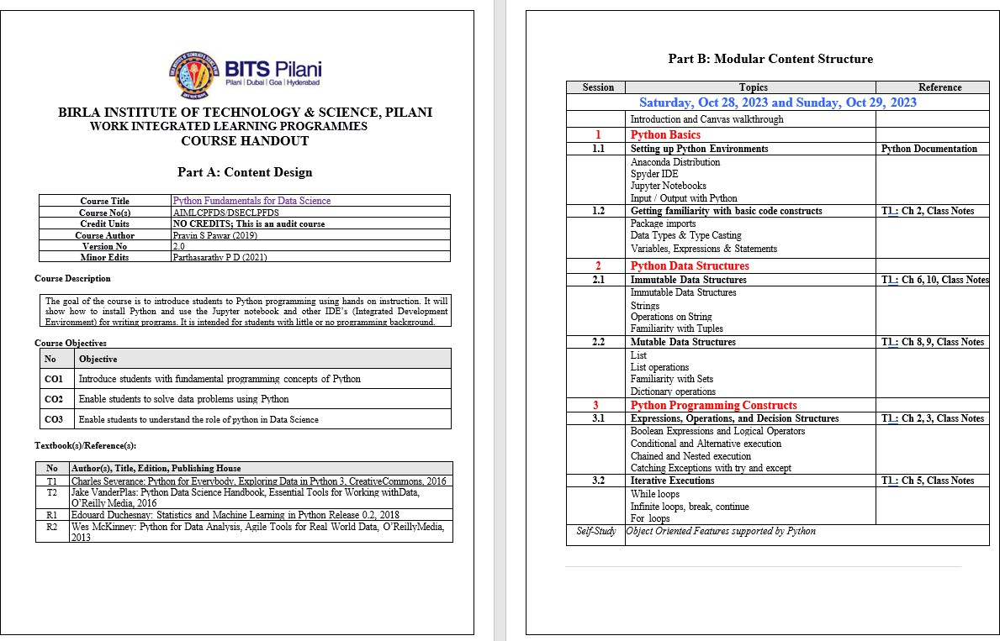 BITS Pilani
Pilani | Dubai | Goa | Hyderabad
BIRLA INSTITUTE OF TECHNOLOGY & SCIENCE, PILANI
WORK INTEGRATED LEARNING PROGRAMMES
COURSE HANDOUT
Part A: Content Design
Course Title Python Fundamentals for Data Science
Course No(s) AIMLCPFDS/DSECLPFDS
Credit Units NO CREDITS; This is an audit course
Course Author Pravin S Pawar (2019)
Version No 2.0
Minor Edits Parthasarathy P D (2021)
Course Description
The goal of the course is to introduce students to Python programming using hands on instruction. It will
show how to install Python and use the Jupyter notebook and other IDE's (Integrated Development
Environment) for writing programs. It is intended for students with little or no programming background.
Course Objectives
No Objective
CO1 Introduce students with fundamental programming concepts of Python
CO2 Enable students to solve data problems using Python
CO3 Enable students to understand the role of python in Data Science
Textbook(s)/Reference(s):
No Author(s), Title, Edition, Publishing House
T1 Charles Severance: Python for Everybody, Exploring Data in Python 3, CreativeCommons, 2016
T2 Jake VanderPlas: Python Data Science Handbook, Essential Tools for Working withData,
O'Reilly Media, 2016
R1 Edouard Duchesnay: Statistics and Machine Learning in Python Release 0.2, 2018
R2 Wes McKinney: Python for Data Analysis, Agile Tools for Real World Data, O'ReillyMedia,
2013
Part B: Modular Content Structure
Session Topics Reference
Saturday, Oct 28, 2023 and Sunday, Oct 29, 2023
Introduction and Canvas walkthrough
1 Python Basics
1.1 Setting up Python Environments Python Documentation
Anaconda Distribution
Spyder IDE
Jupyter Notebooks
Input / Output with Python
1.2 Getting familiarity with basic code constructs T1.: Ch 2, Class Notes
Package imports
Data Types & Type Casting
Variables, Expressions & Statements
2 Python Data Structures
2.1 Immutable Data Structures T1.: Ch 6, 10, Class Notes
Immutable Data Structures
Strings
Operations on String
Familiarity with Tuples
2.2 Mutable Data Structures T1.: Ch 8, 9, Class Notes
List
List operations
Familiarity with Sets
Dictionary operations
3 Python Programming Constructs
3.1 Expressions, Operations, and Decision Structures T1.: Ch 2, 3, Class Notes
Boolean Expressions and Logical Operators
Conditional and Alternative execution
Chained and Nested execution
Catching Exceptions with try and except
3.2 Iterative Executions T1.: Ch 5, Class Notes
While loops
Infinite loops, break, continue
For loops
Self-Study Object Oriented Features supported by Python